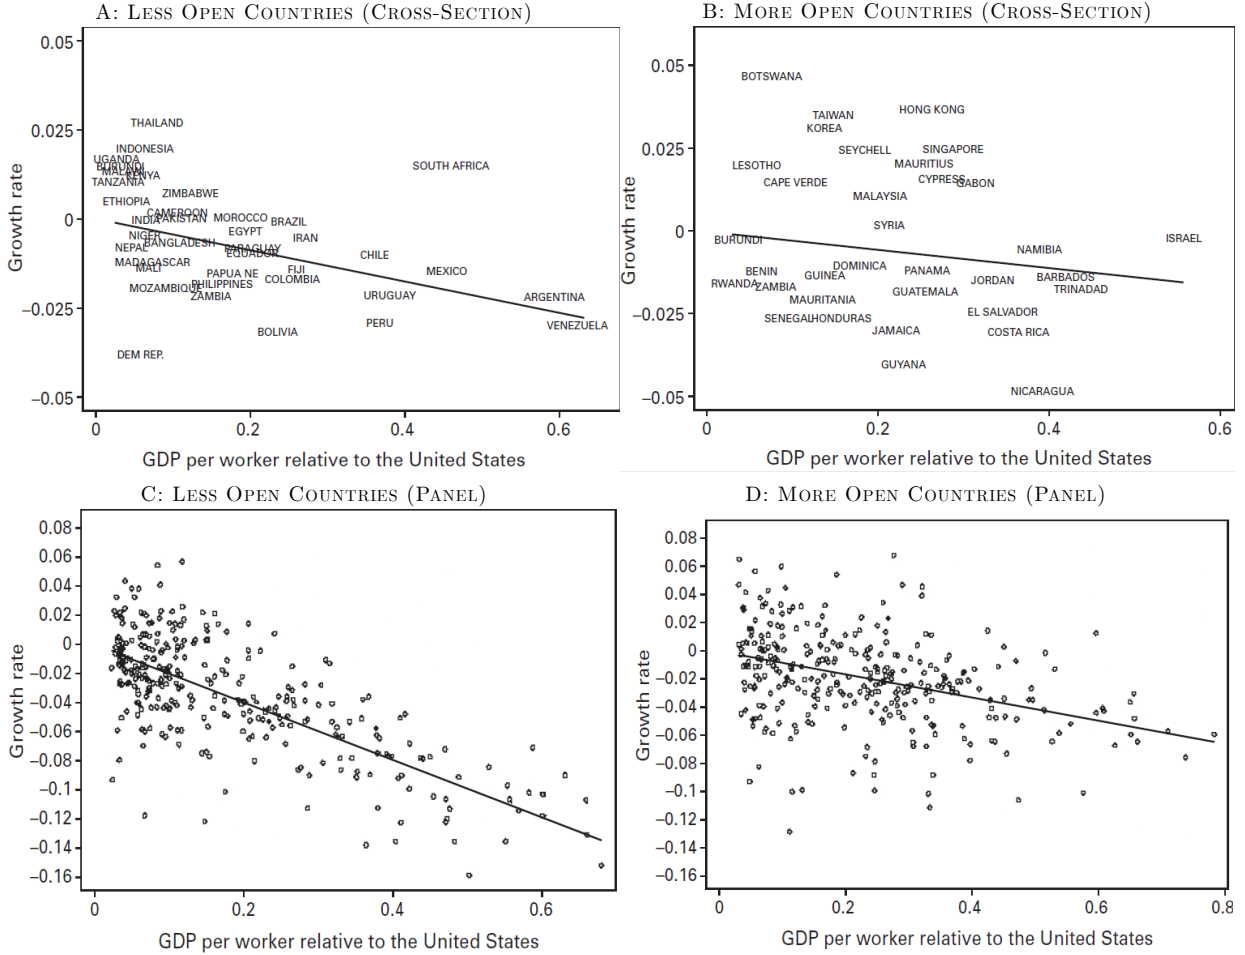 A: Less Open Countries (Cross-Section)
0.05
0.025
0
−0.025
−0.05
Growth rate
THAILAND
INDONESIA
UGANDA
BURUNDI
MALAWI
KENYA
TANZANIA
ZIMBABWE
ETHIOPIA
CAMEROON
INDIA
PAKISTAN
MOROCCO
BRAZIL
NIGER
EGYPT
BANGLADESH
IRAN
NEPAL
PARAGUAY
EQUADOR
CHILE
MADAGASCAR
MALI
PAPUA NE
FIJI
COLOMBIA
MEXICO
MOZAMBIQUE
PHILIPPINES
ZAMBIA
URUGUAY
ARGENTINA
BOLIVIA
PERU
VENEZUELA
DEM REP.
SOUTH AFRICA
0 0.2 0.4 0.6
GDP per worker relative to the United States
B: More Open Countries (Cross-Section)
0.05
0.025
0
−0.025
−0.05
Growth rate
BOTSWANA
TAIWAN
HONG KONG
KOREA
SEYCHELL
SINGAPORE
LESOTHO
MAURITIUS
CAPE VERDE
CYPRESS
GABON
MALAYSIA
SYRIA
BURUNDI
ISRAEL
NAMIBIA
DOMINICA
BENIN
GUINEA
PANAMA
RWANDA
ZAMBIA
JORDAN
BARBADOS
TRINADAD
GUATEMALA
MAURITANIA
SENEGAL
HONDURAS
EL SALVADOR
JAMAICA
COSTA RICA
GUYANA
NICARAGUA
0 0.2 0.4 0.6
GDP per worker relative to the United States
C: Less Open Countries (Panel)
0.08
0.06
0.04
0.02
0
−0.02
−0.04
−0.06
−0.08
−0.1
−0.12
−0.14
−0.16
Growth rate
0 0.2 0.4 0.6
GDP per worker relative to the United States
D: More Open Countries (Panel)
0.08
0.06
0.04
0.02
0
−0.02
−0.04
−0.06
−0.08
−0.1
−0.12
−0.14
−0.16
Growth rate
0 0.2 0.4 0.6 0.8
GDP per worker relative to the United States